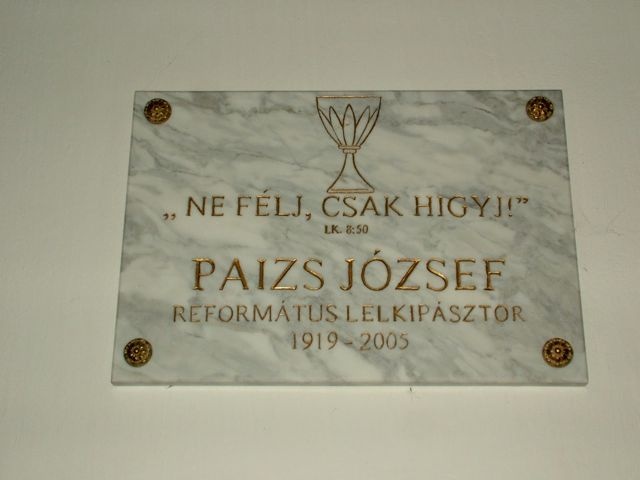 „ NE FÉLJ, CSAK HIGYJ!”
LK. 8:50
PAIZS JÓZSEF
REFORMÁTUS LELKIPÁSZTOR
1919 - 2005